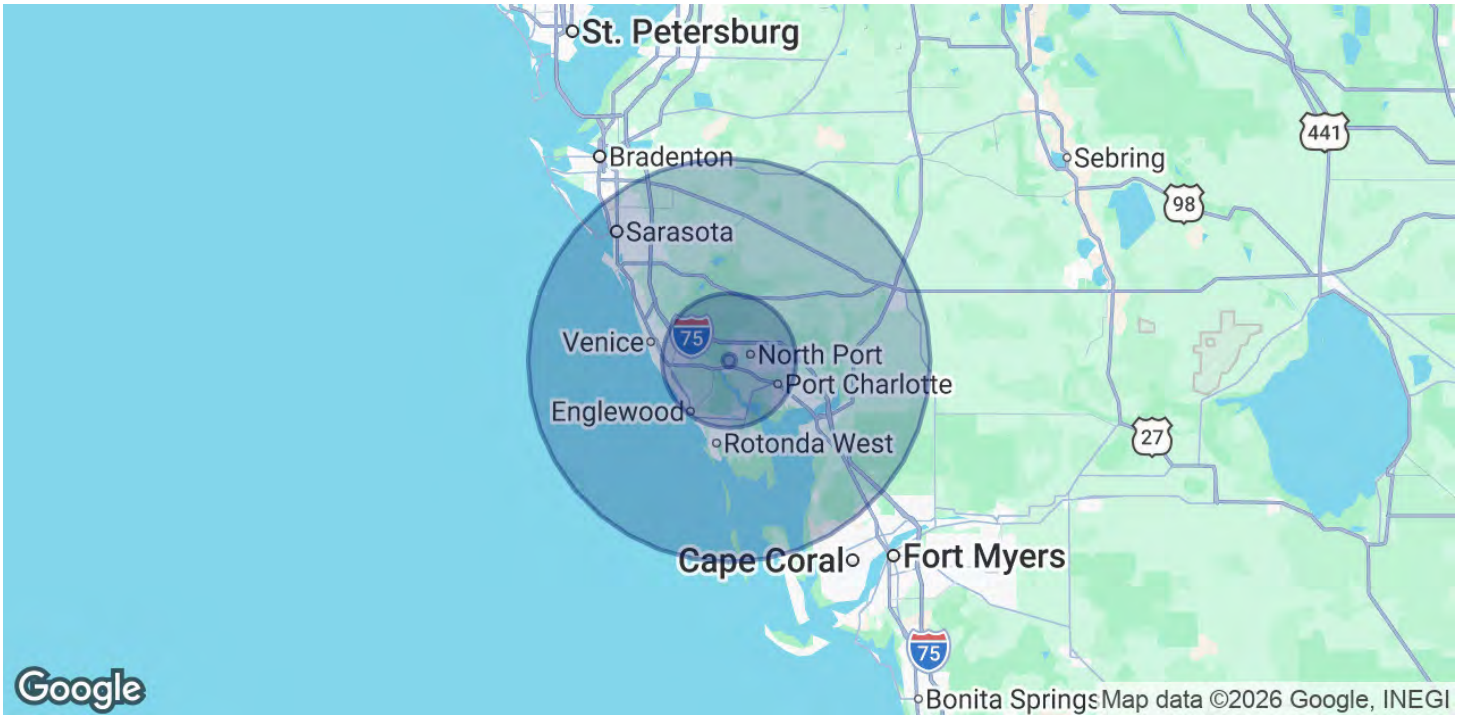 St. Petersburg
441
Bradenton
Sebring
98
Sarasota
75
Venice
North Port
Port Charlotte
Englewood
27
Rotonda West
Cape Coral
Fort Myers
75
Google
Bonita Springs
Map data ©2026 Google, INEGI